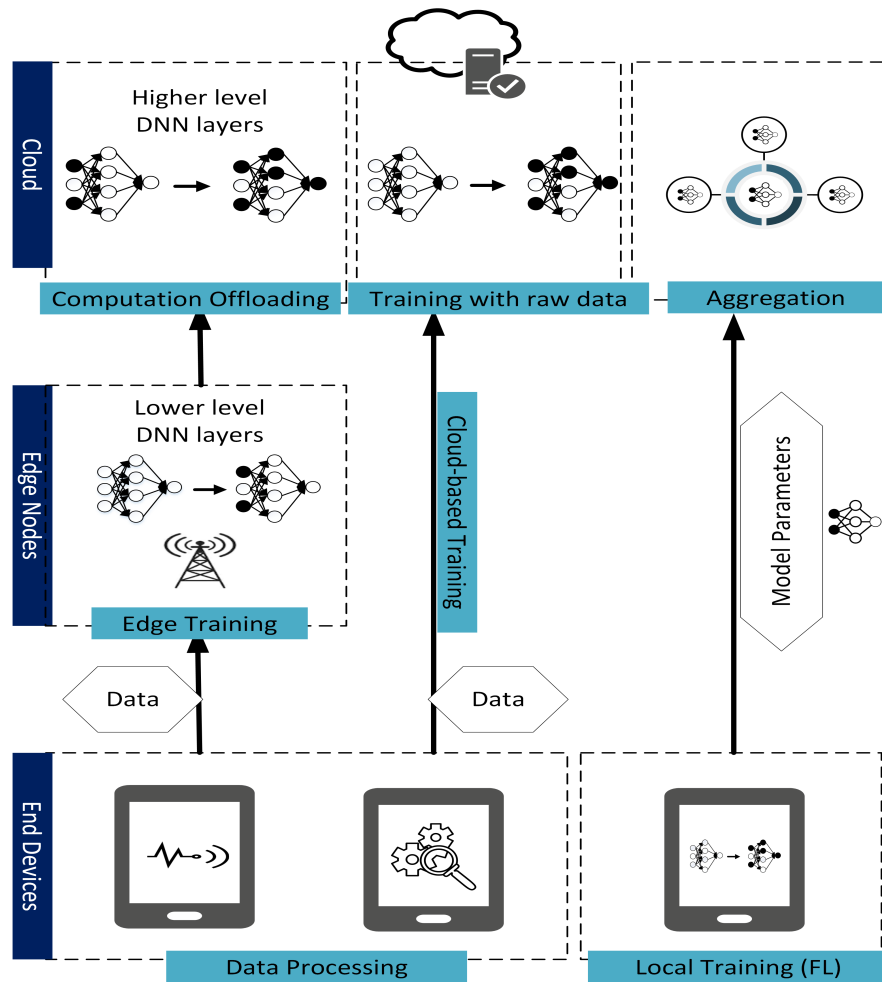 Cloud
Higher level
DNN layers
Computation Offloading
Training with raw data
Aggregation
Edge Nodes
Lower level
DNN layers
Edge Training
Cloud-based Training
Model Parameters
Data
Data
End Devices
Data Processing
Local Training (FL)